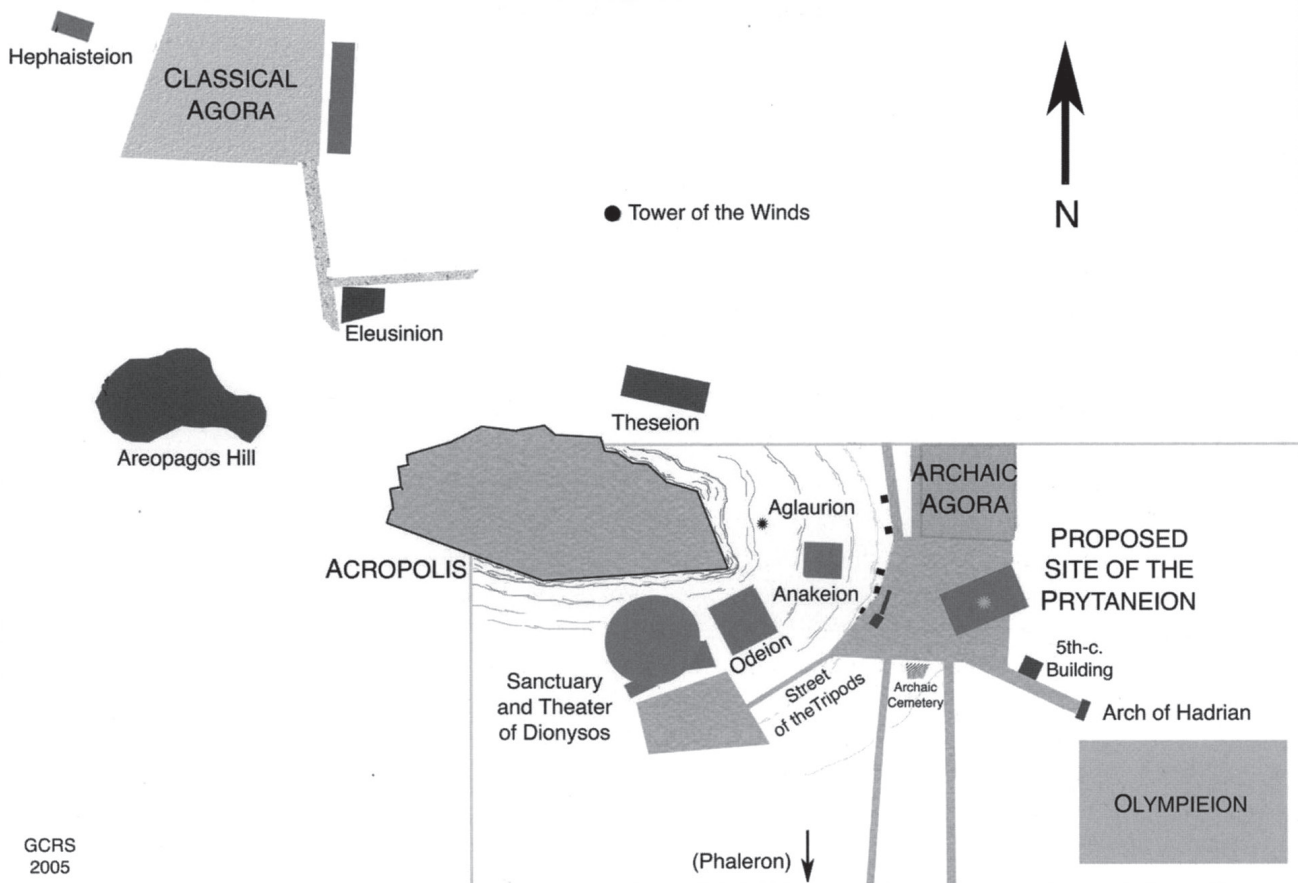 Hephaisteion
CLASSICAL
AGORA
N
Tower of the Winds
Eleusinion
Areopagos Hill
Theseion
ARCHAIC
AGORA
Aglaurion
ACROPOLIS
Anakeion
PROPOSED
SITE OF THE
PRYTANEION
Odeion
5th-c.
Building
Sanctuary
and Theater
of Dionysos
Street
of the Tripods
Archaic
Cemetery
Arch of Hadrian
OLYMPIEION
(Phaleron)
GCRS
2005